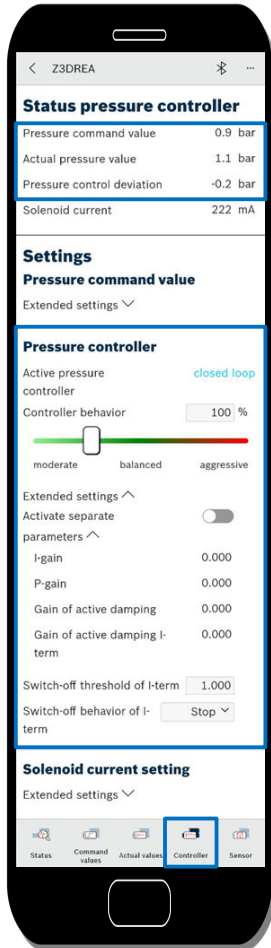 < Z3DREA ...
Status pressure controller
Pressure command value 0.9 bar
Actual pressure value 1.1 bar
Pressure control deviation -0.2 bar
Solenoid current 222 mA
Settings
Pressure command value
Extended settings
Pressure controller
Active pressure closed loop
controller
Controller behavior 100 %
moderate balanced aggressive
Extended settings
Activate separate
parameters
I-gain 0.000
P-gain 0.000
Gain of active damping 0.000
Gain of active damping I- 0.000
term
Switch-off threshold of I-term 1.000
Switch-off behavior of I- Stop
term
Solenoid current setting
Extended settings
Status Command Actual values Controller Sensor
values